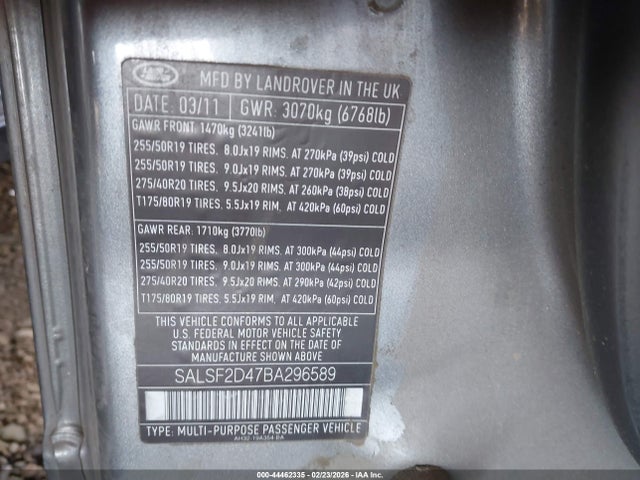 LAND ROVER
MFD BY LANDROVER IN THE UK
DATE: 03/11 GWR: 3070kg (6768lb)
GAWR FRONT: 1470kg (3241lb)
255/50R19 TIRES. 8.0Jx19 RIMS. AT 270kPa (39psi) COLD
255/50R19 TIRES. 9.0Jx19 RIMS. AT 270kPa (39psi) COLD
275/40R20 TIRES. 9.5Jx20 RIMS. AT 260kPa (38psi) COLD
T175/80R19 TIRES. 5.5Jx19 RIM. AT 420kPa (60psi) COLD
GAWR REAR: 1710kg (3770lb)
255/50R19 TIRES. 8.0Jx19 RIMS. AT 300kPa (44psi) COLD
255/50R19 TIRES. 9.0Jx19 RIMS. AT 300kPa (44psi) COLD
275/40R20 TIRES. 9.5Jx20 RIMS. AT 290kPa (42psi) COLD
T175/80R19 TIRES. 5.5Jx19 RIM. AT 420kPa (60psi) COLD
THIS VEHICLE CONFORMS TO ALL APPLICABLE
U.S. FEDERAL MOTOR VEHICLE SAFETY
STANDARDS IN EFFECT ON THE DATE OF
MANUFACTURE SHOWN ABOVE
SALSF2D47BA296589
TYPE: MULTI-PURPOSE PASSENGER VEHICLE
AH32 19A354 BA
000-44462335 - 02/23/2026 - Copyright © IAA, Inc